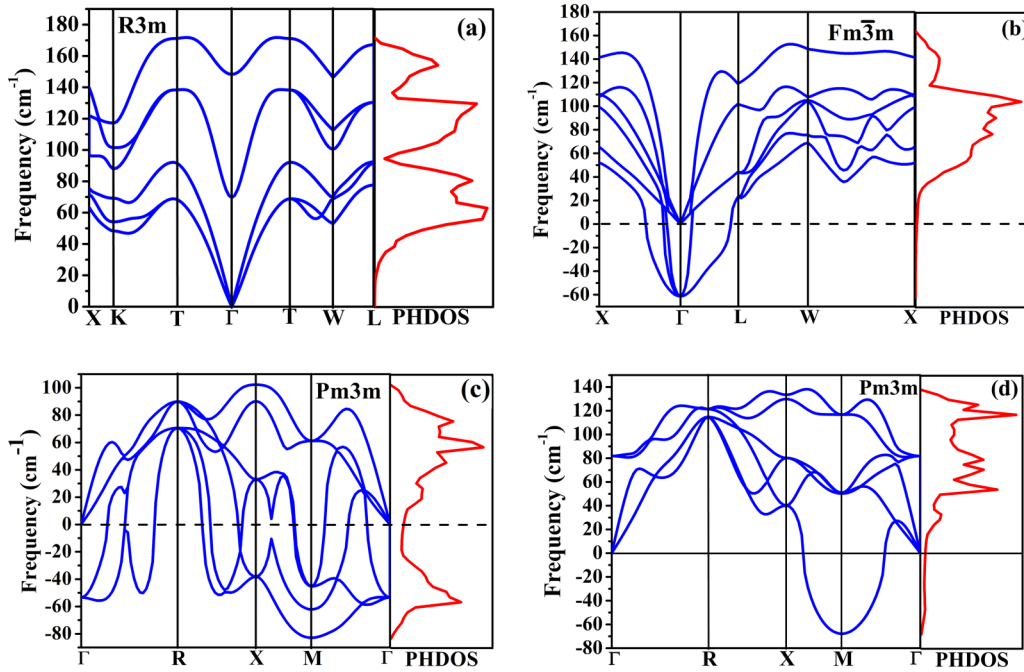 R3m
(a)
Frequency (cm-1)
180
160
140
120
100
80
60
40
20
0
X K T Γ T W L PHDOS
Fm3̅m
(b)
Frequency (cm-1)
180
160
140
120
100
80
60
40
20
0
-20
-40
-60
X Γ L W X PHDOS
Pm3m
(c)
Frequency (cm-1)
100
80
60
40
20
0
-20
-40
-60
-80
Γ R X M Γ PHDOS
Pm3m
(d)
Frequency (cm-1)
140
120
100
80
60
40
20
0
-20
-40
-60
-80
Γ R X M Γ PHDOS